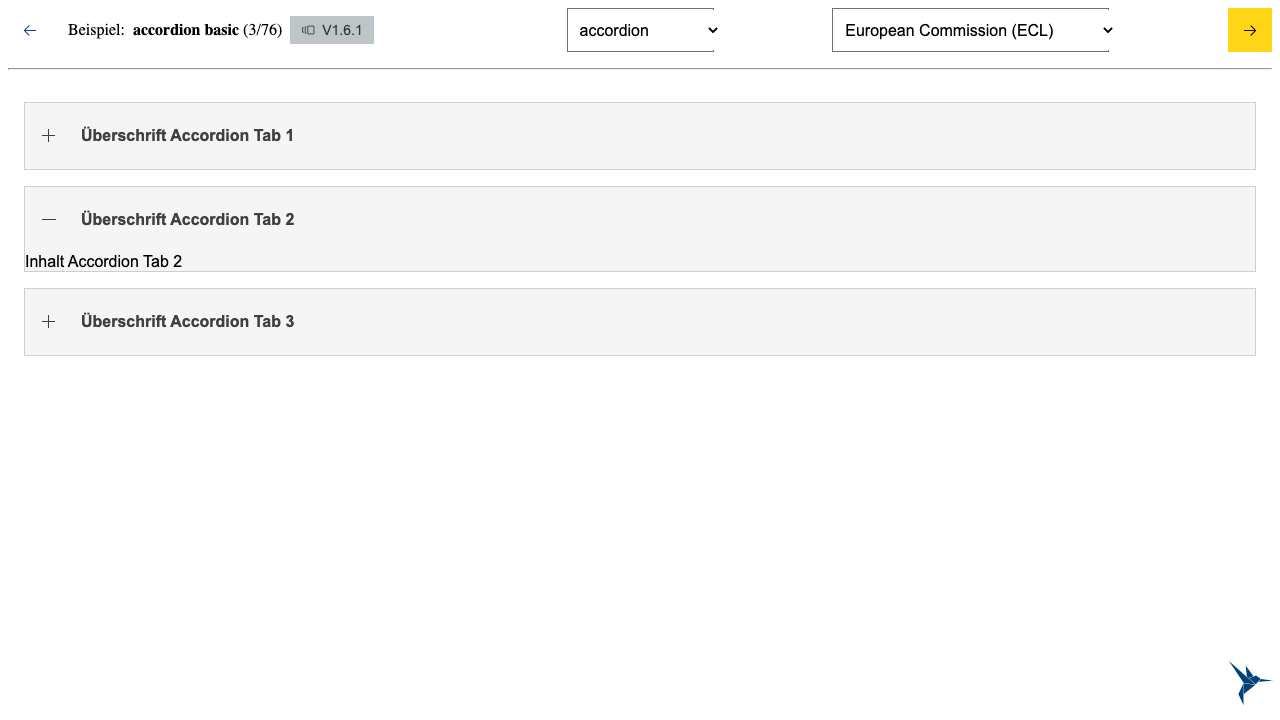 Beispiel: accordion basic (3/76) V1.6.1 accordion European Commission (ECL)
Überschrift Accordion Tab 1
Überschrift Accordion Tab 2
Inhalt Accordion Tab 2
Überschrift Accordion Tab 3